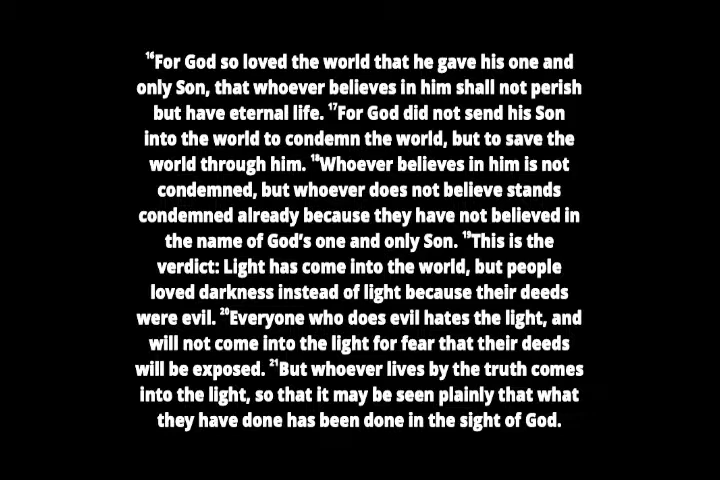 ¹⁶For God so loved the world that he gave his one and
only Son, that whoever believes in him shall not perish
but have eternal life. ¹⁷For God did not send his Son
into the world to condemn the world, but to save the
world through him. ¹⁸Whoever believes in him is not
condemned, but whoever does not believe stands
condemned already because they have not believed in
the name of God’s one and only Son. ¹⁹This is the
verdict: Light has come into the world, but people
loved darkness instead of light because their deeds
were evil. ²⁰Everyone who does evil hates the light, and
will not come into the light for fear that their deeds
will be exposed. ²¹But whoever lives by the truth comes
into the light, so that it may be seen plainly that what
they have done has been done in the sight of God.